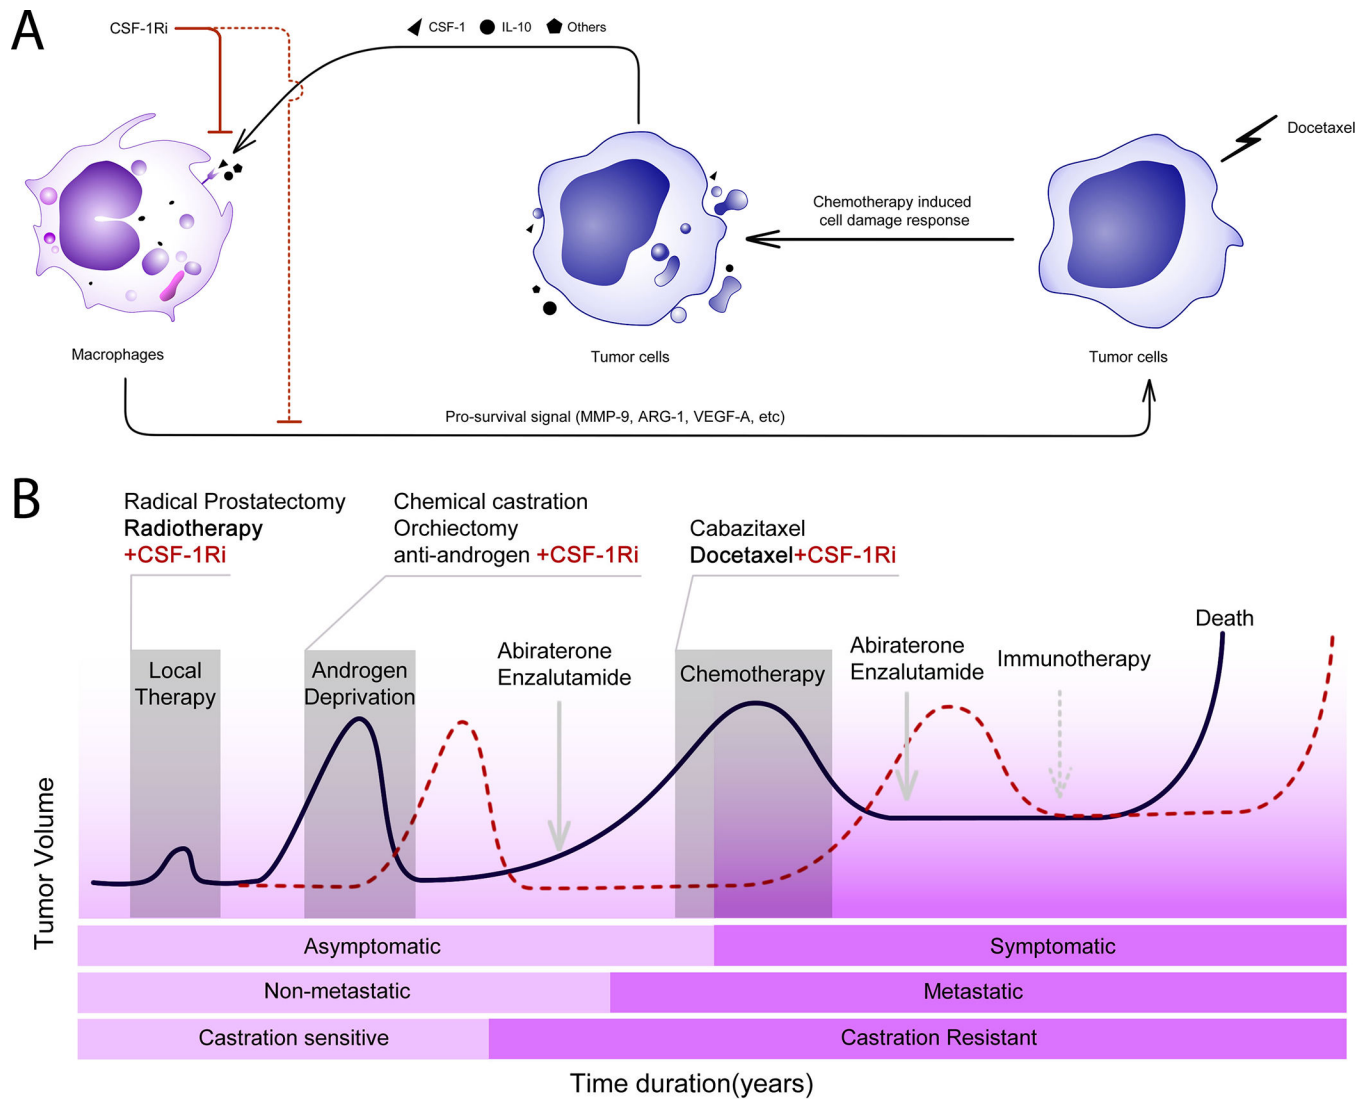 A
CSF-1Ri
CSF-1 IL-10 Others
Docetaxel
Chemotherapy induced
cell damage response
Macrophages
Tumor cells
Tumor cells
Pro-survival signal (MMP-9, ARG-1, VEGF-A, etc)
B
Radical Prostatectomy
Radiotherapy
+CSF-1Ri
Chemical castration
Orchiectomy
anti-androgen +CSF-1Ri
Cabazitaxel
Docetaxel+CSF-1Ri
Local
Therapy
Androgen
Deprivation
Abiraterone
Enzalutamide
Chemotherapy
Abiraterone
Enzalutamide
Immunotherapy
Death
Tumor Volume
Asymptomatic
Symptomatic
Non-metastatic
Metastatic
Castration sensitive
Castration Resistant
Time duration(years)